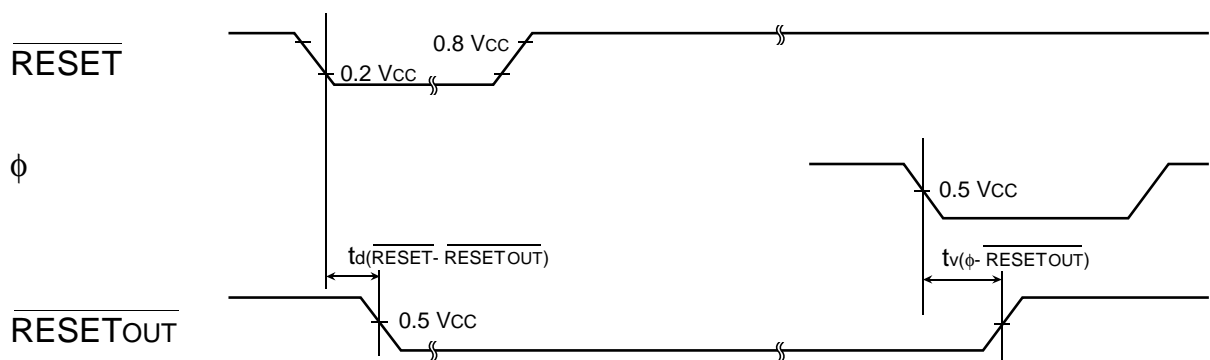 RESET
0.8 VCC
0.2 VCC
ϕ
0.5 VCC
td(RESET- RESETOUT)
tv(ϕ- RESETOUT)
RESETOUT
0.5 VCC